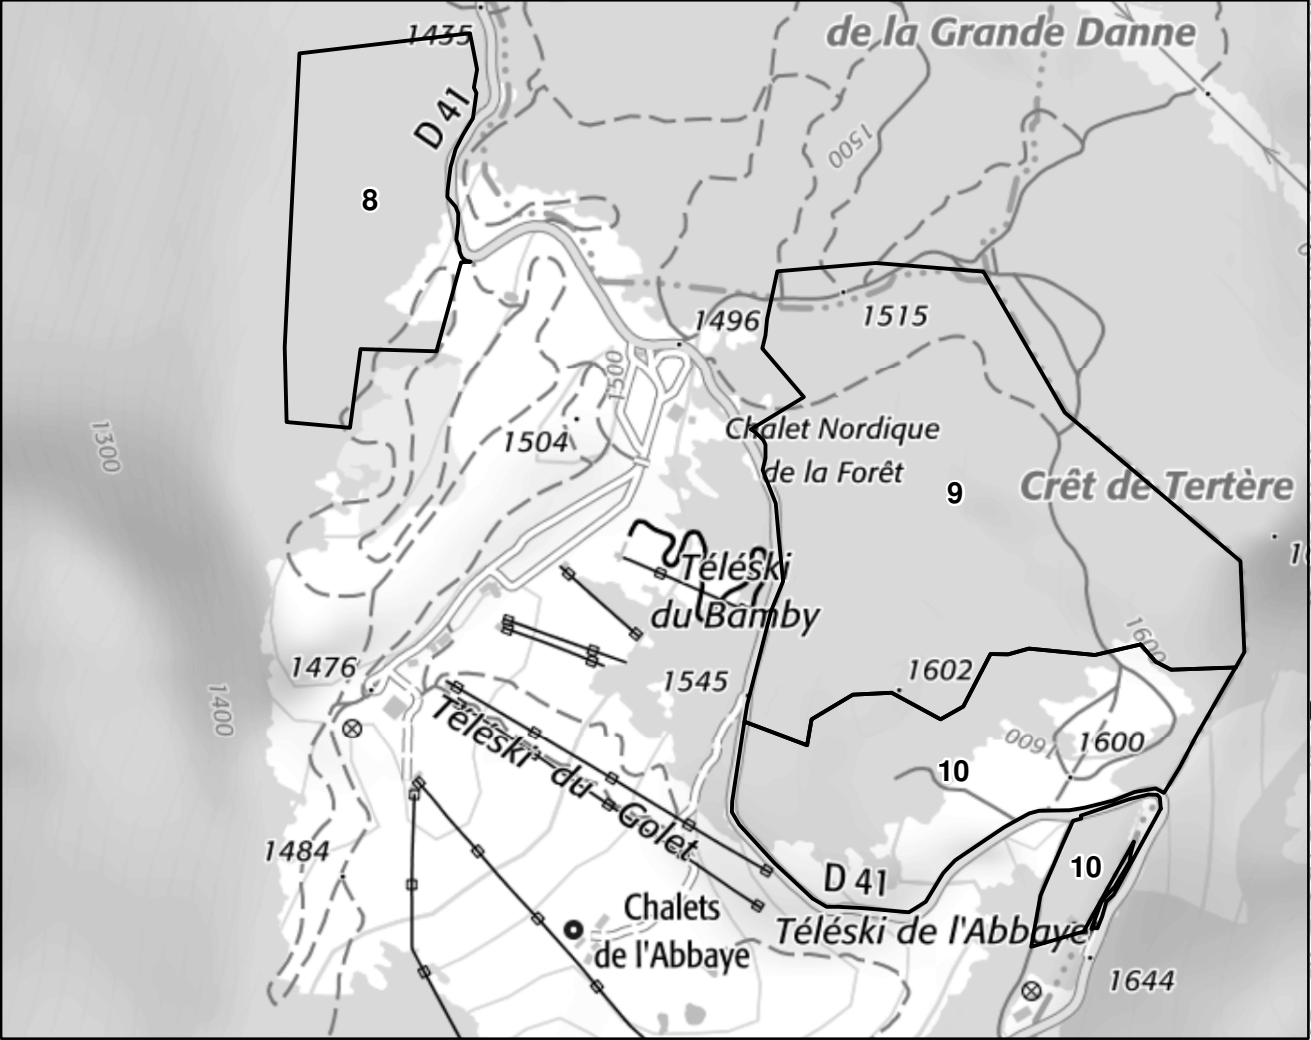 de la Grande Danne
1435
D 41
1500
8
1496
1515
1500
1504
Chalet Nordique
de la Forêt
9
Crêt de Tertère
1300
Téléski
du Bamby
1600
1476
1545
1602
1400
Téléski du Golet
1600
1600
10
1484
D 41
10
Chalets
de l'Abbaye
Téléski de l'Abbaye
1644